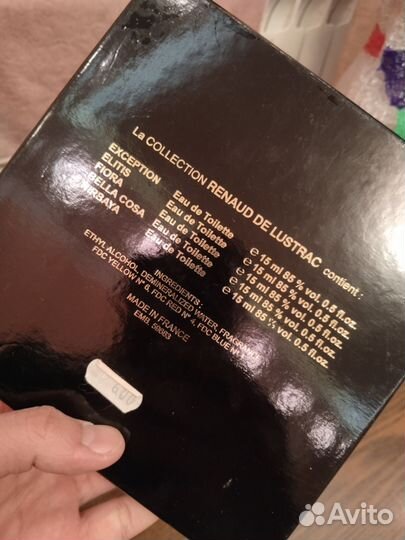 La COLLECTION RENAUD DE LUSTRAC contient :
EXCEPTION Eau de Toilette ℮ 15 ml 85 % vol. 0.5 fl.oz.
ELITIS Eau de Toilette ℮ 15 ml 85 % vol. 0.5 fl.oz.
FIORA Eau de Toilette ℮ 15 ml 85 % vol. 0.5 fl.oz.
BELLA COSA Eau de Toilette ℮ 15 ml 85 % vol. 0.5 fl.oz.
Eau de Toilette ℮ 15 ml 85 % vol. 0.5 fl.oz.
INGREDIENTS :
ETHYL ALCOHOL, DEMINERALIZED WATER, FRAGRANCE
FDC YELLOW N° 6, FDC RED N° 4, FDC BLUE N°
MADE IN FRANCE
EMB.
Avito